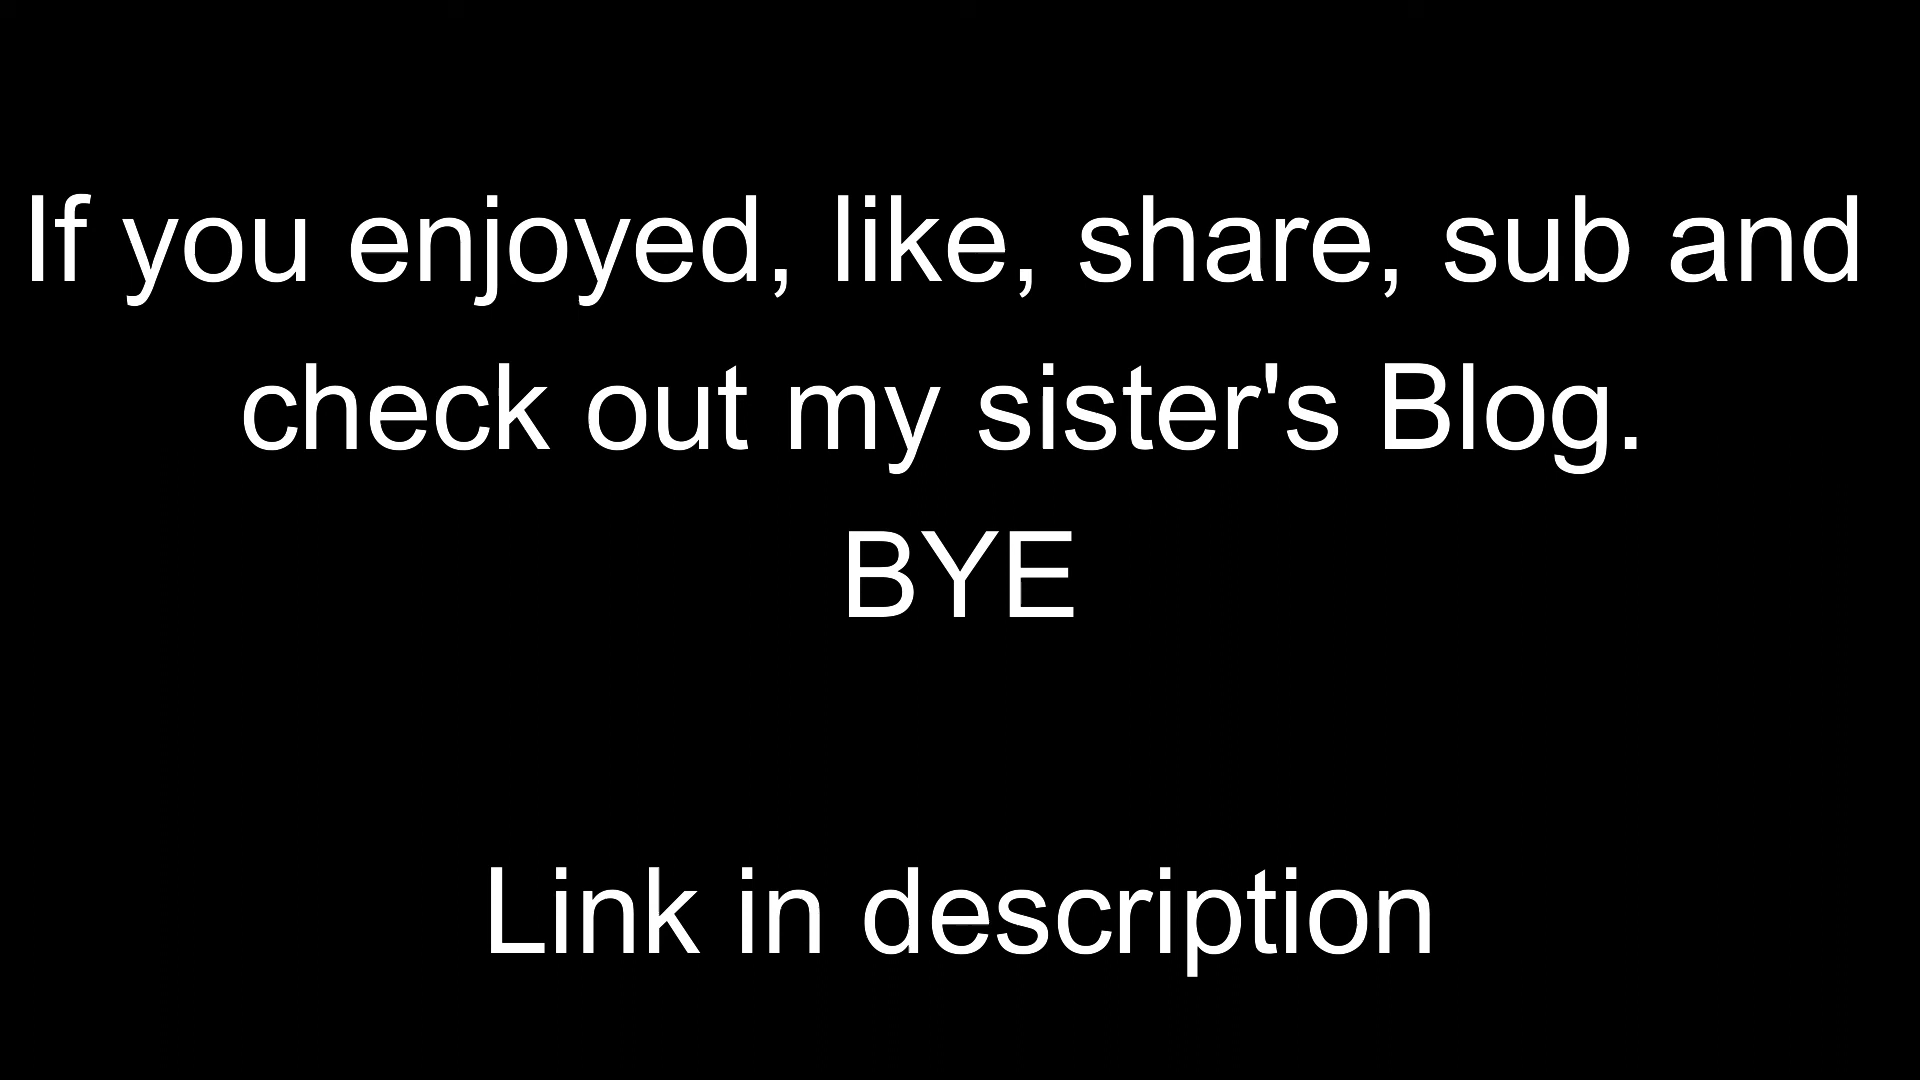 If you enjoyed, like, share, sub and
check out my sister's Blog.
BYE
Link in description